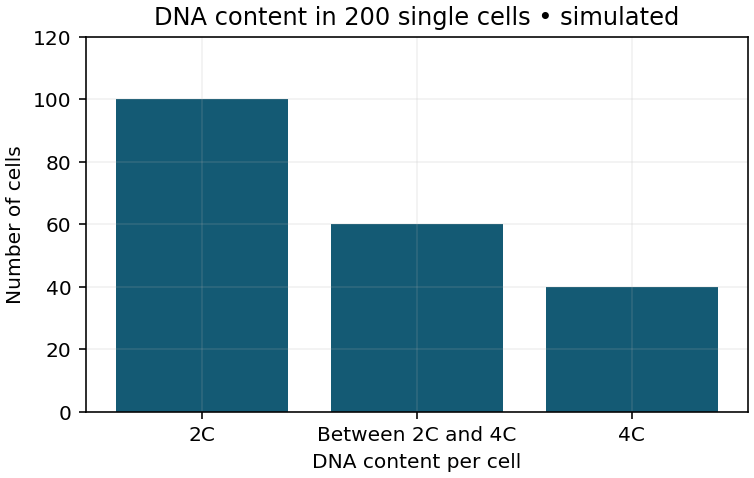 DNA content in 200 single cells • simulated
120
100
80
60
40
20
0
Number of cells
2C
Between 2C and 4C
4C
DNA content per cell